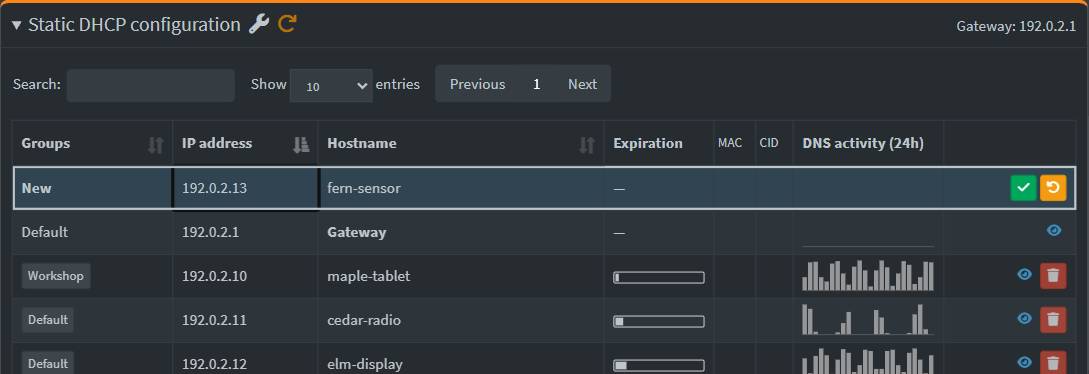 Static DHCP configuration
Gateway: 192.0.2.1
Search: Show 10 entries Previous 1 Next
Groups IP address Hostname Expiration MAC CID DNS activity (24h)
New 192.0.2.13 fern-sensor —
Default 192.0.2.1 Gateway —
Workshop 192.0.2.10 maple-tablet
Default 192.0.2.11 cedar-radio
Default 192.0.2.12 elm-display